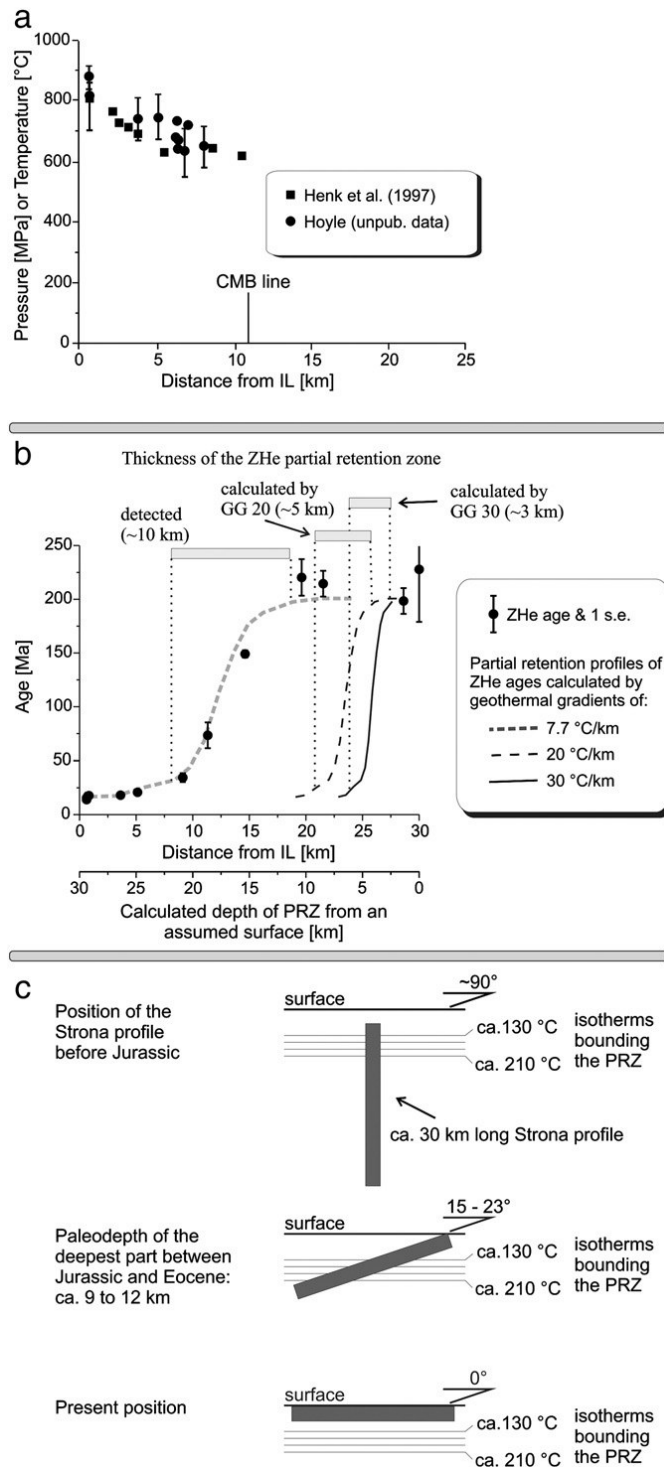 a
1000
800
600
400
200
0
Pressure [MPa] or Temperature [°C]
Henk et al. (1997)
Hoyle (unpub. data)
CMB line
0 5 10 15 20 25
Distance from IL [km]
b
Thickness of the ZHe partial retention zone
detected
(~10 km)
calculated by
GG 20 (~5 km)
calculated by
GG 30 (~3 km)
250
200
150
100
50
0
Age [Ma]
0 5 10 15 20 25 30
Distance from IL [km]
30 25 20 15 10 5 0
Calculated depth of PRZ from an
assumed surface [km]
ZHe age & 1 s.e.
Partial retention profiles of
ZHe ages calculated by
geothermal gradients of:
7.7 °C/km
20 °C/km
30 °C/km
c
Position of the
Strona profile
before Jurassic
surface
~90°
ca.130 °C
ca. 210 °C
isotherms
bounding
the PRZ
ca. 30 km long Strona profile
Paleodepth of the
deepest part between
Jurassic and Eocene:
ca. 9 to 12 km
surface
15 - 23°
ca.130 °C
ca. 210 °C
isotherms
bounding
the PRZ
Present position
surface
0°
ca.130 °C
ca. 210 °C
isotherms
bounding
the PRZ